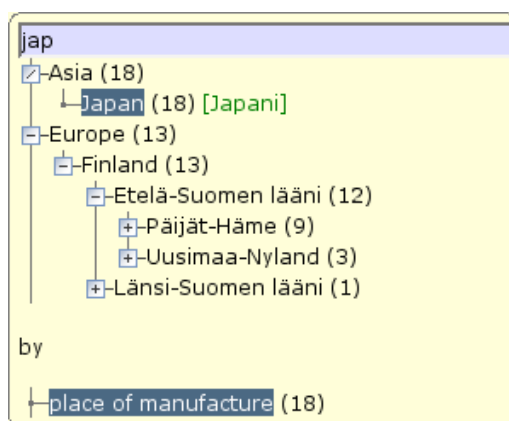 jap
Asia (18)
Japan (18) [Japani]
Europe (13)
Finland (13)
Etelä-Suomen lääni (12)
Päijät-Häme (9)
Uusimaa-Nyland (3)
Länsi-Suomen lääni (1)
by
place of manufacture (18)